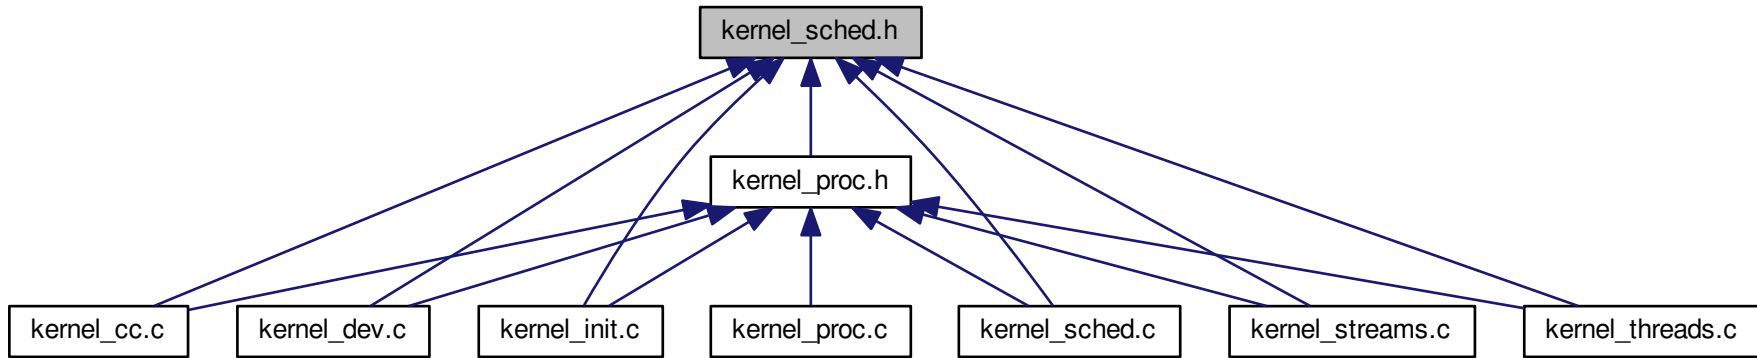 kernel_sched.h
kernel_proc.h
kernel_cc.c
kernel_dev.c
kernel_init.c
kernel_proc.c
kernel_sched.c
kernel_streams.c
kernel_threads.c